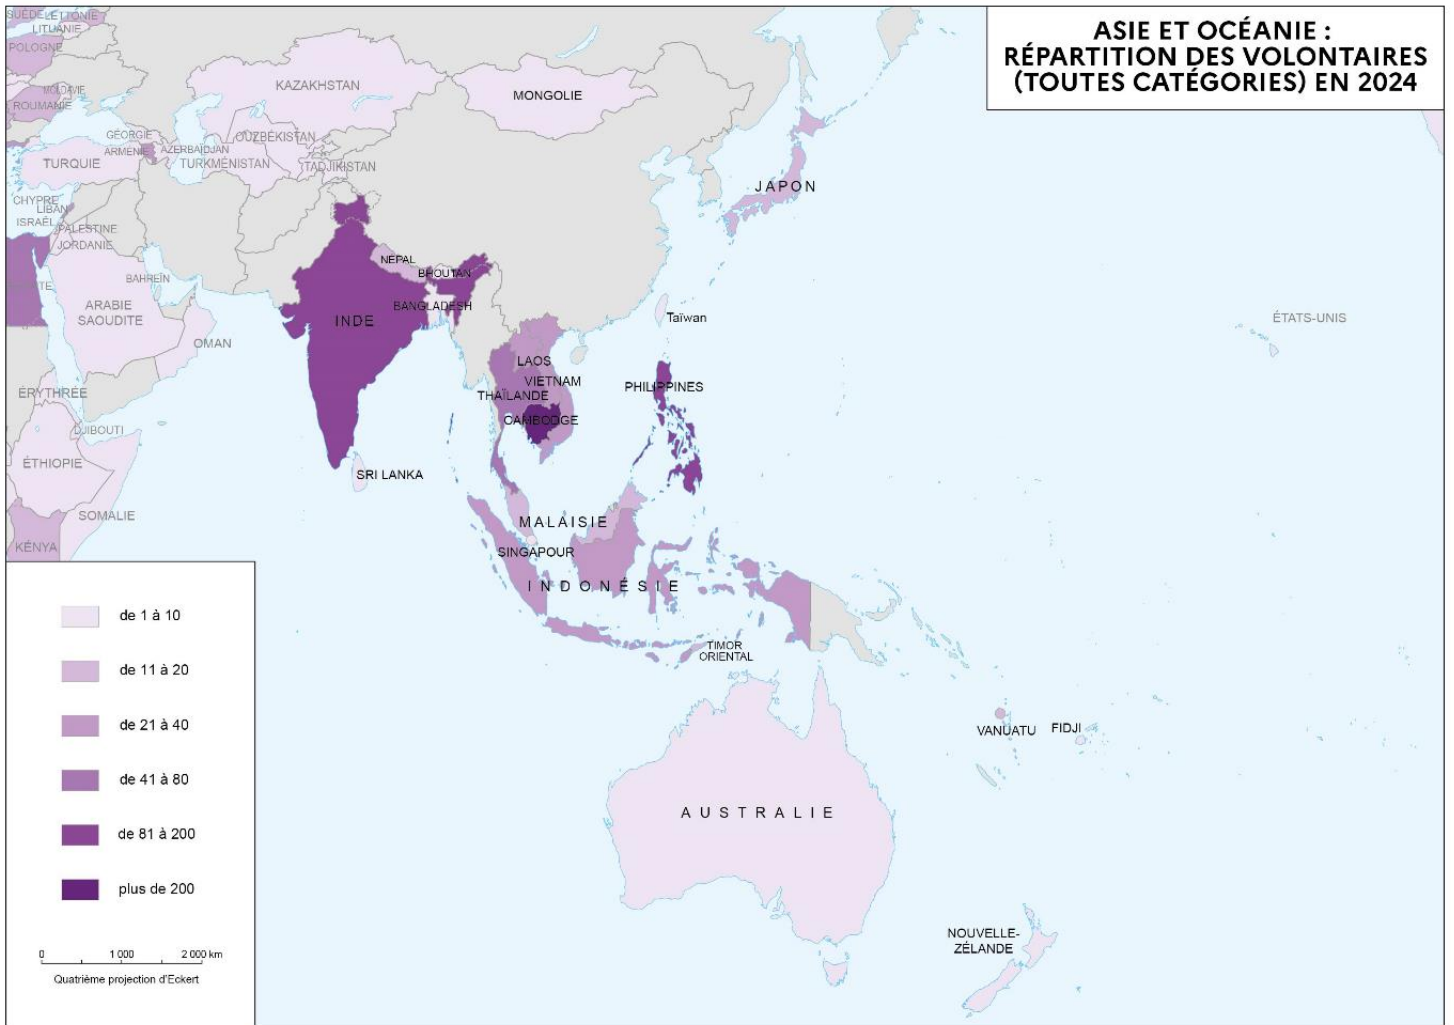 ASIE ET OCÉANIE :
RÉPARTITION DES VOLONTAIRES
(TOUTES CATÉGORIES) EN 2024
SUÈDE
LETTONIE
LITUANIE
POLOGNE
MOLDAVIE
ROUMANIE
KAZAKHSTAN
MONGOLIE
GÉORGIE
OUZBÉKISTAN
ARMÉNIE
AZERBAÏDJAN
TURQUIE
TURKMÉNISTAN
TADJIKISTAN
JAPON
CHYPRE
LIBAN
ISRAËL
PALESTINE
JORDANIE
NÉPAL
BHOUTAN
BAHREÏN
ARABIE
SAOUDITE
BANGLADESH
INDE
Taïwan
ÉTATS-UNIS
OMAN
LAOS
VIETNAM
PHILIPPINES
ÉRYTHRÉE
THAÏLANDE
CAMBODGE
DJIBOUTI
ÉTHIOPIE
SRI LANKA
SOMALIE
MALAISIE
KÉNYA
SINGAPOUR
INDONÉSIE
TIMOR
ORIENTAL
VANUATU
FIDJI
AUSTRALIE
NOUVELLE-
ZÉLANDE
de 1 à 10
de 11 à 20
de 21 à 40
de 41 à 80
de 81 à 200
plus de 200
0 1 000 2 000 km
Quatrième projection d'Eckert